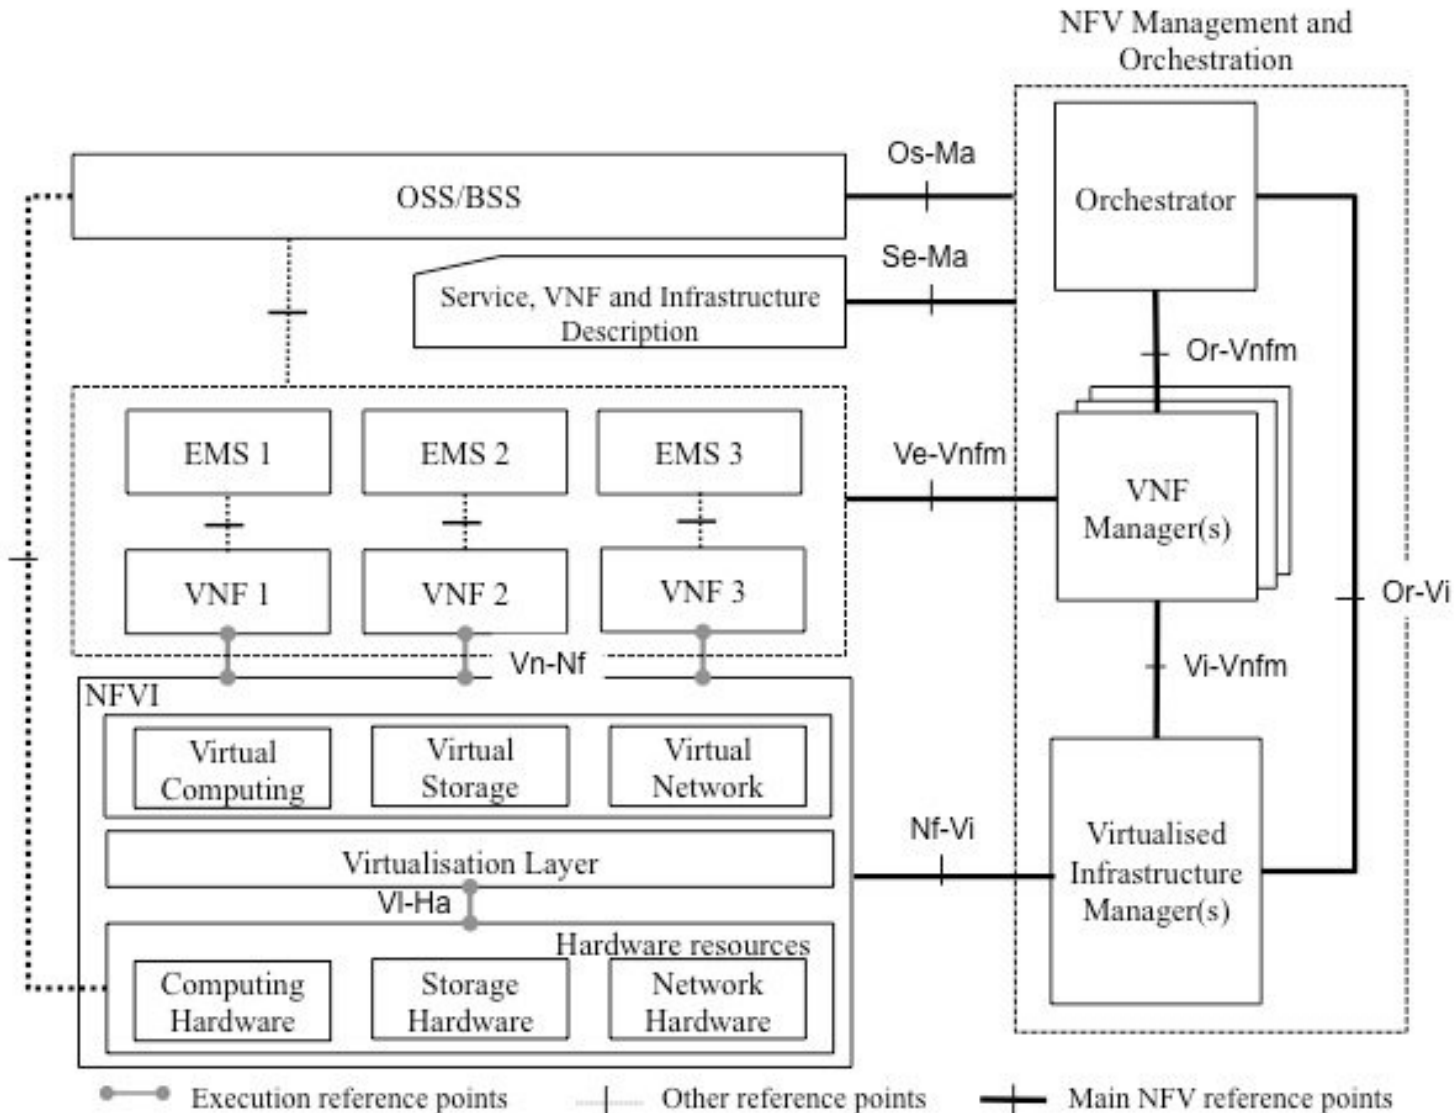 NFV Management and
Orchestration
Os-Ma
OSS/BSS
Orchestrator
Se-Ma
Service, VNF and Infrastructure
Description
Or-Vnfm
EMS 1
EMS 2
EMS 3
Ve-Vnfm
VNF
Manager(s)
VNF 1
VNF 2
VNF 3
Or-Vi
Vn-Nf
Vi-Vnfm
NFVI
Virtual
Computing
Virtual
Storage
Virtual
Network
Nf-Vi
Virtualised
Infrastructure
Manager(s)
Virtualisation Layer
Vl-Ha
Hardware resources
Computing
Hardware
Storage
Hardware
Network
Hardware
Execution reference points
Other reference points
Main NFV reference points